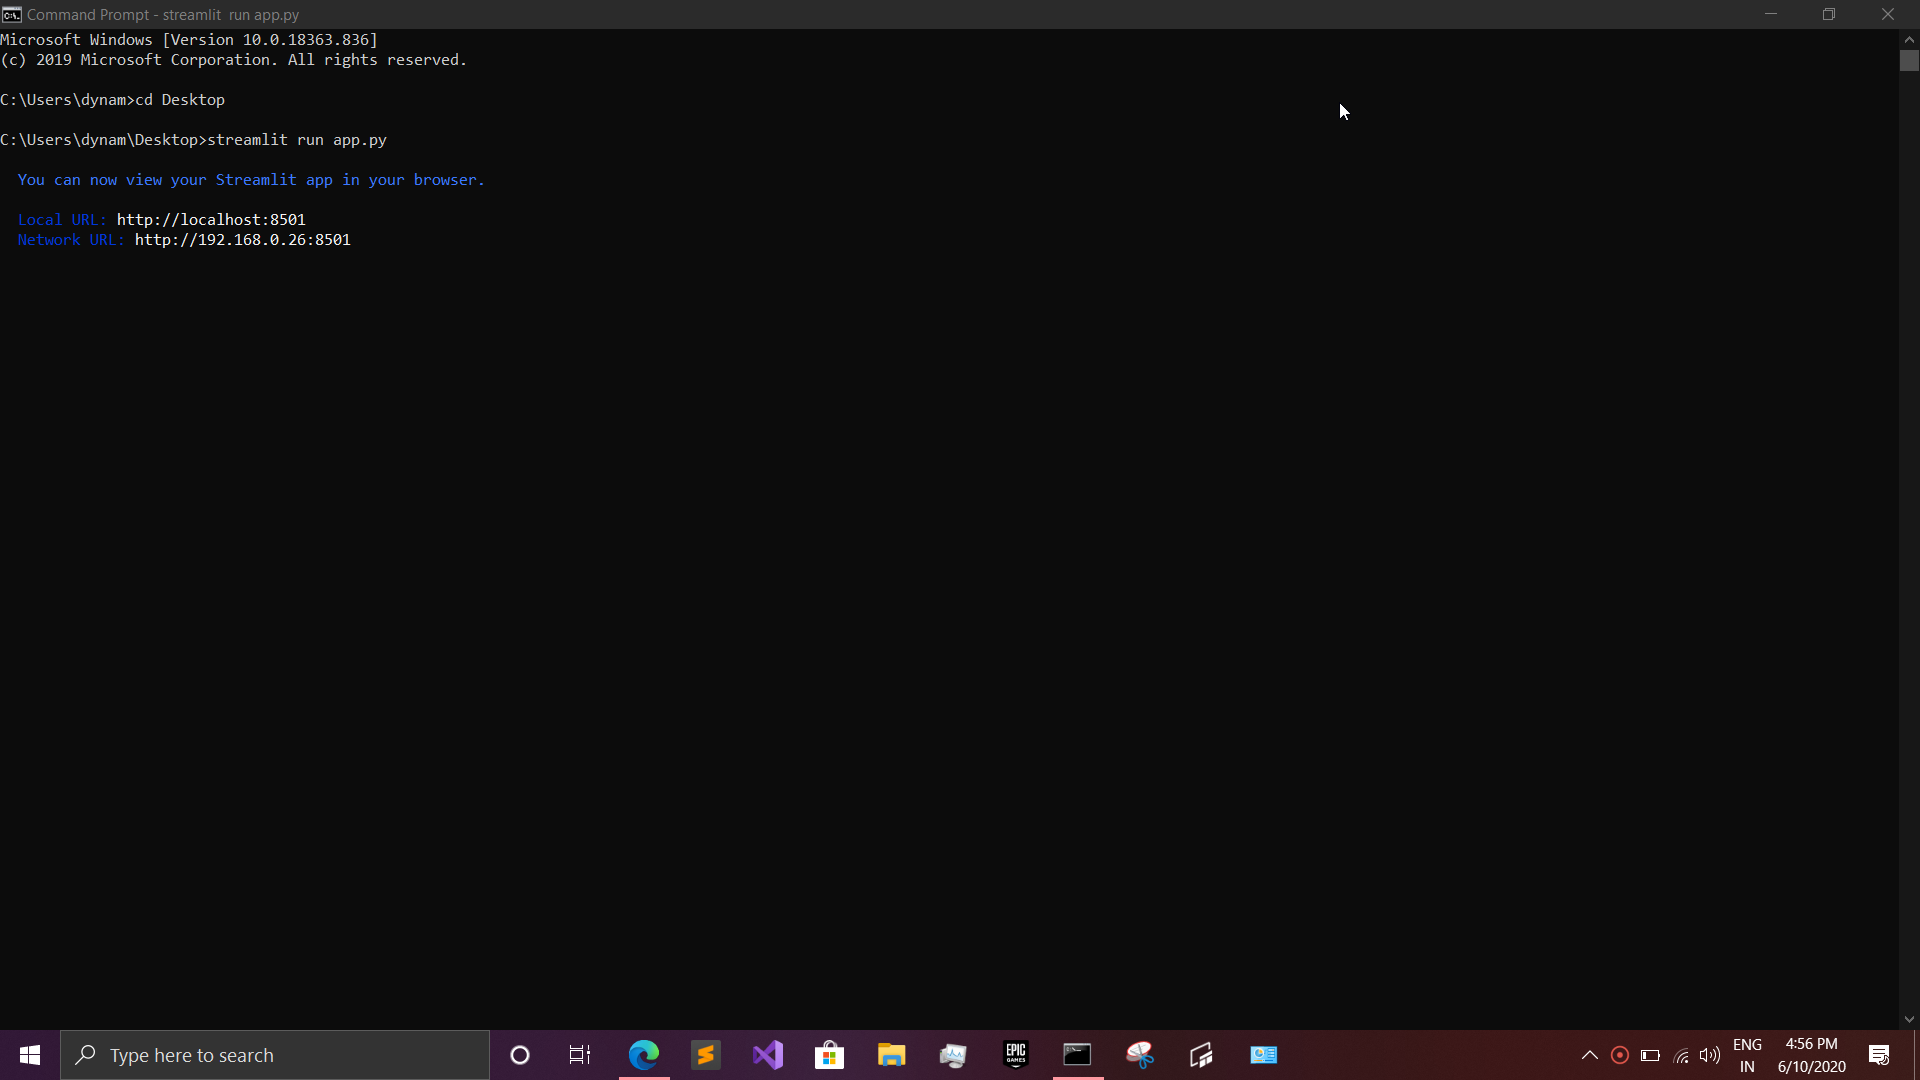 Command Prompt - streamlit  run app.py
Microsoft Windows [Version 10.0.18363.836]
(c) 2019 Microsoft Corporation. All rights reserved.
C:\Users\dynam>cd Desktop
C:\Users\dynam\Desktop>streamlit run app.py
You can now view your Streamlit app in your browser.
Local URL: http://localhost:8501
Network URL: http://192.168.0.26:8501
Type here to search
EPIC
GAMES
ENG
IN
4:56 PM
6/10/2020